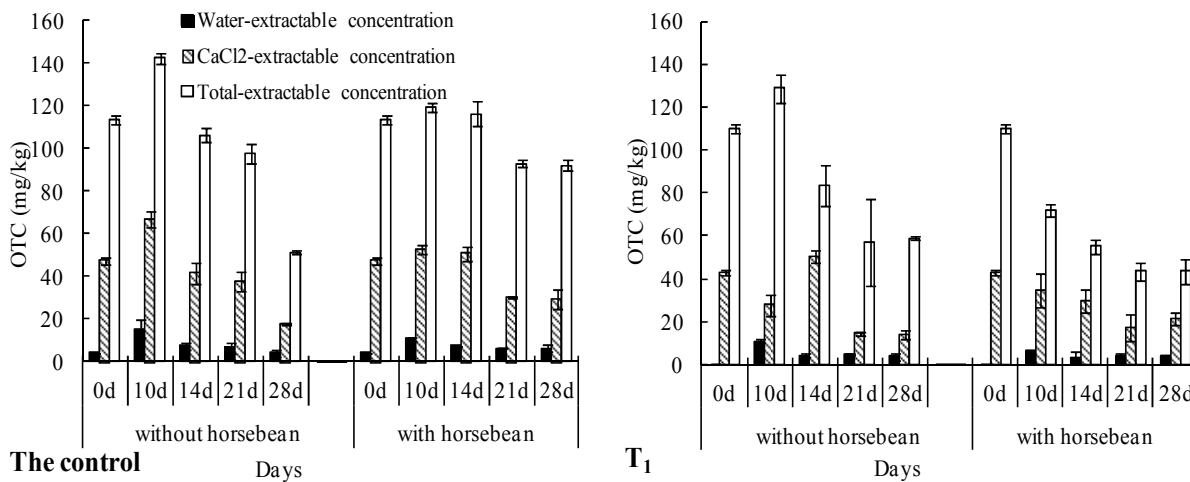 160
140
120
100
80
60
40
20
0
OTC (mg/kg)
Water-extractable concentration
CaCl2-extractable concentration
Total-extractable concentration
0d 10d 14d 21d 28d 0d 10d 14d 21d 28d
without horsebean with horsebean
The control
Days
160
140
120
100
80
60
40
20
0
OTC (mg/kg)
0d 10d 14d 21d 28d 0d 10d 14d 21d 28d
without horsebean with horsebean
T1
Days